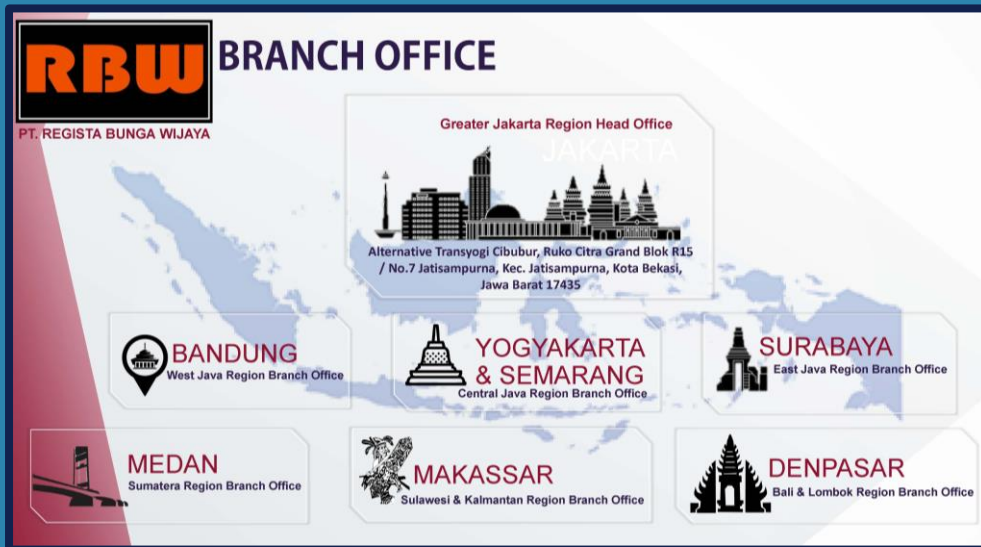 RBW
BRANCH OFFICE
PT. REGISTA BUNGA WIJAYA
Greater Jakarta Region Head Office
JAKARTA
Alternative Transyogi Cibubur, Ruko Citra Grand Blok R15
/ No.7 Jatisampurna, Kec. Jatisampurna, Kota Bekasi,
Jawa Barat 17435
BANDUNG
West Java Region Branch Office
YOGYAKARTA
& SEMARANG
Central Java Region Branch Office
SURABAYA
East Java Region Branch Office
MEDAN
Sumatera Region Branch Office
MAKASSAR
Sulawesi & Kalmantan Region Branch Office
DENPASAR
Bali & Lombok Region Branch Office